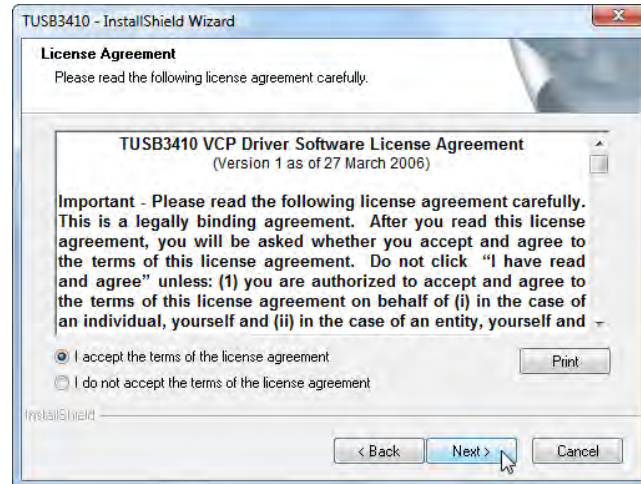 TUSB3410 - InstallShield Wizard
License Agreement
Please read the following license agreement carefully.
TUSB3410 VCP Driver Software License Agreement
(Version 1 as of 27 March 2006)
Important - Please read the following license agreement carefully.
This is a legally binding agreement. After you read this license
agreement, you will be asked whether you accept and agree to
the terms of this license agreement. Do not click “I have read
and agree” unless: (1) you are authorized to accept and agree to
the terms of this license agreement on behalf of (i) in the case of
an individual, yourself and (ii) in the case of an entity, yourself and
I accept the terms of the license agreement
Print
I do not accept the terms of the license agreement
InstallShield
< Back Next > Cancel